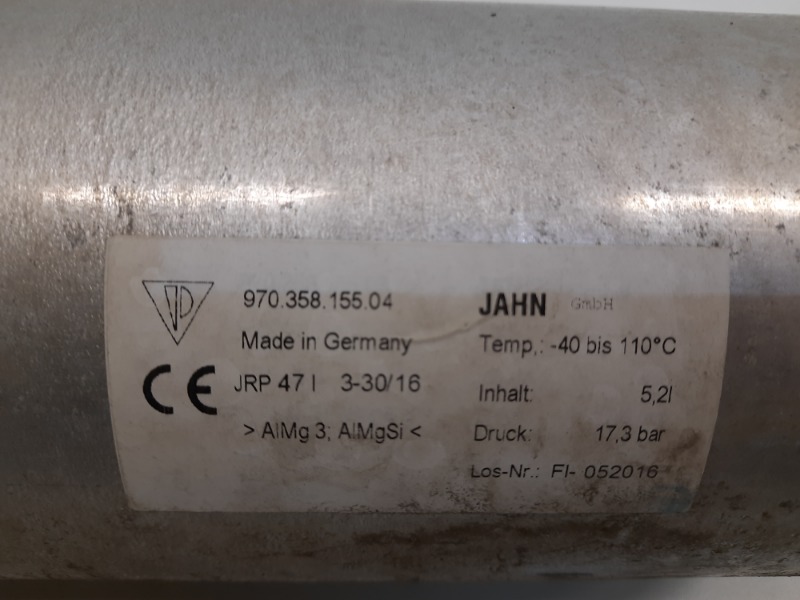 970.358.155.04
Made in Germany
CE JRP 47 I 3-30/16
> AlMg 3; AlMgSi <
JAHN GmbH
Temp,: -40 bis 110°C
Inhalt: 5,2l
Druck: 17,3 bar
Los-Nr.: FI- 052016